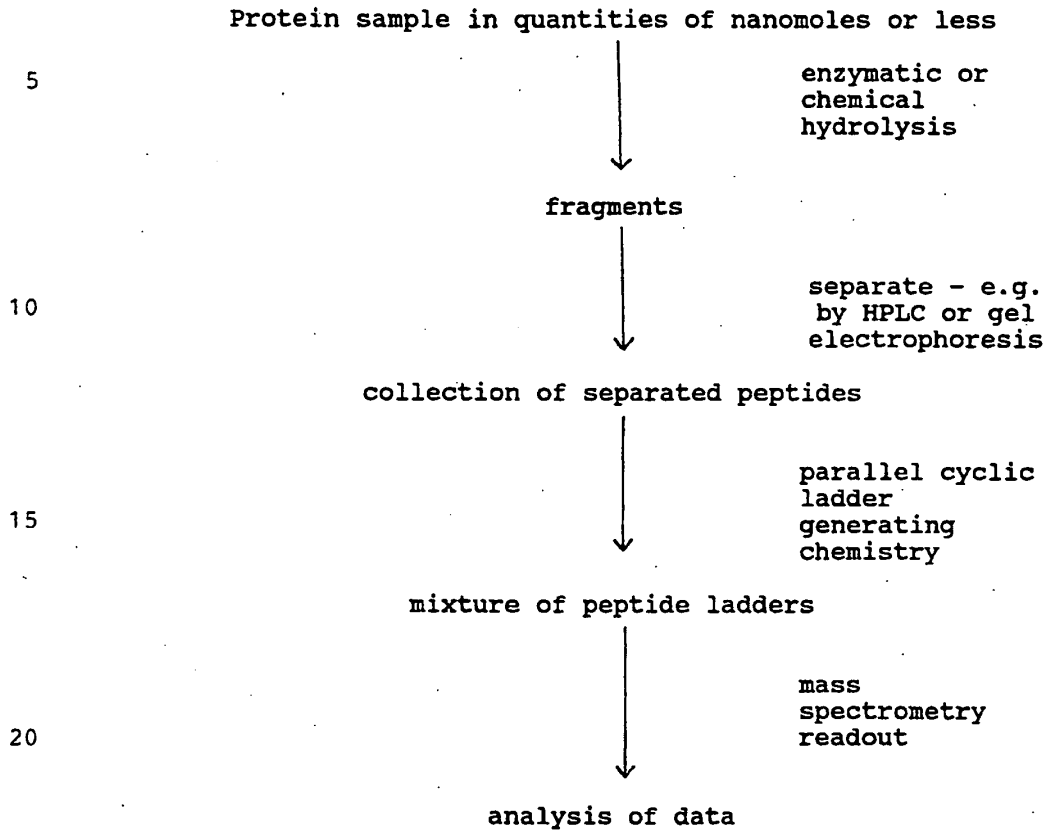 Protein sample in quantities of nanomoles or less
5
enzymatic or
chemical
hydrolysis
fragments
10
separate - e.g.
by HPLC or gel
electrophoresis
collection of separated peptides
parallel cyclic
ladder
15
generating
chemistry
mixture of peptide ladders
mass
spectrometry
20
readout
analysis of data